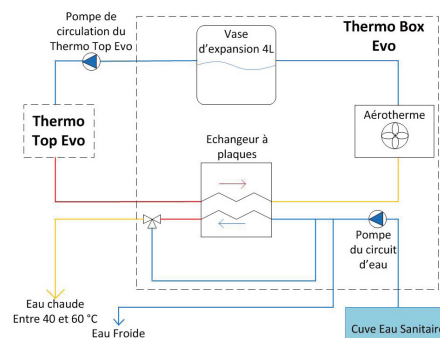 Pompe de
circulation du
Thermo Top Evo
Vase
d'expansion 4L
Thermo Box
Evo
Thermo
Top Evo
Echangeur à
plaques
Aérotherme
Pompe
du circuit
d'eau
Eau chaude
Entre 40 et 60 °C
Eau Froide
Cuve Eau Sanitaire